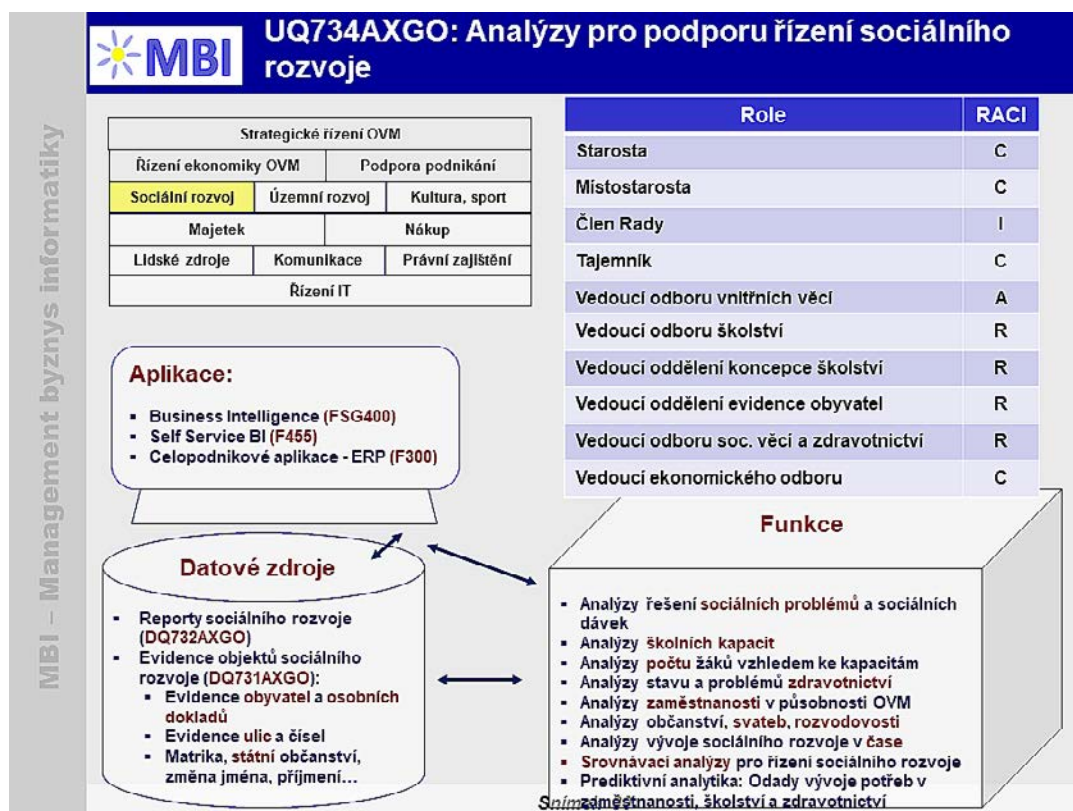 MBI
UQ734AXGO: Analýzy pro podporu řízení sociálního
rozvoje
MBI – Management byznys informatiky
Strategické řízení OVM
Řízení ekonomiky OVM
Podpora podnikání
Sociální rozvoj
Územní rozvoj
Kultura, sport
Majetek
Nákup
Lidské zdroje
Komunikace
Právní zajištění
Řízení IT
Role RACI
Starosta C
Místostarosta C
Člen Rady I
Tajemník C
Vedoucí odboru vnitřních věcí A
Vedoucí odboru školství R
Vedoucí oddělení koncepce školství R
Vedoucí oddělení evidence obyvatel R
Vedoucí odboru soc. věcí a zdravotnictví R
Vedoucí ekonomického odboru C
Aplikace:
▪ Business Intelligence (FSG400)
▪ Self Service BI (F455)
▪ Celopodnikové aplikace - ERP (F300)
Datové zdroje
▪ Reporty sociálního rozvoje
(DQ732AXGO)
▪ Evidence objektů sociálního
rozvoje (DQ731AXGO):
▪ Evidence obyvatel a osobních
dokladů
▪ Evidence ulic a čísel
▪ Matrika, státní občanství,
změna jména, příjmení…
Funkce
▪ Analýzy řešení sociálních problémů a sociálních
dávek
▪ Analýzy školních kapacit
▪ Analýzy počtu žáků vzhledem ke kapacitám
▪ Analýzy stavu a problémů zdravotnictví
▪ Analýzy zaměstnanosti v působnosti OVM
▪ Analýzy občanství, svateb, rozvodovosti
▪ Analýzy vývoje sociálního rozvoje v čase
▪ Srovnávací analýzy pro řízení sociálního rozvoje
▪ Prediktivní analytika: Odady vývoje potřeb v
zaměstnanosti, školství a zdravotnictví